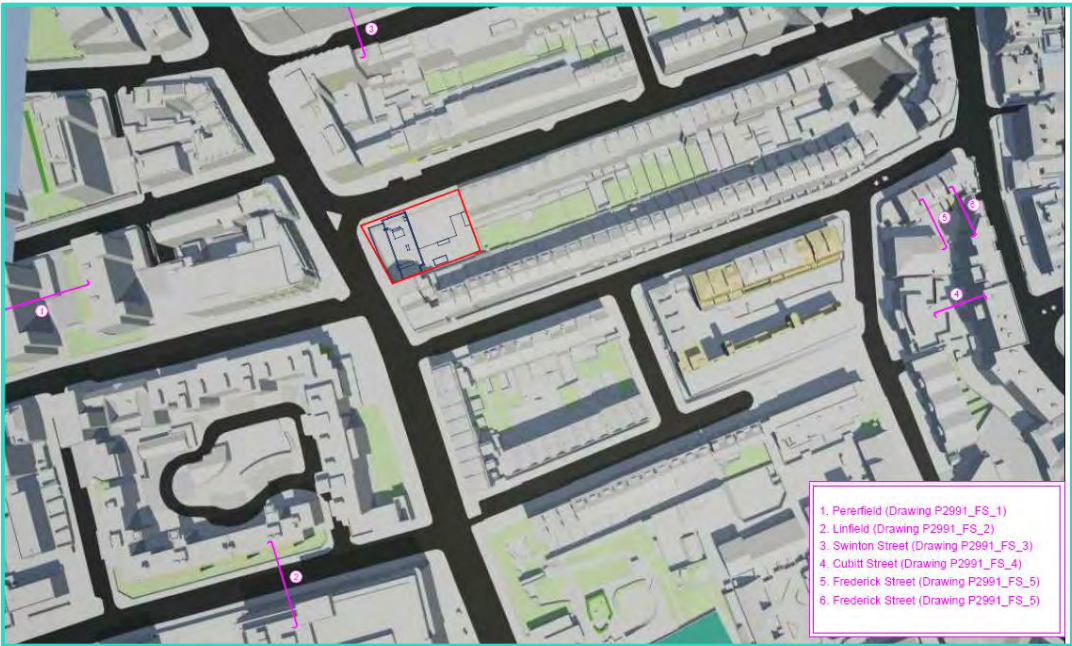 3
1
5
6
4
2
1. Pererfield (Drawing P2991_FS_1)
2. Linfield (Drawing P2991_FS_2)
3. Swinton Street (Drawing P2991_FS_3)
4. Cubitt Street (Drawing P2991_FS_4)
5. Frederick Street (Drawing P2991_FS_5)
6. Frederick Street (Drawing P2991_FS_5)